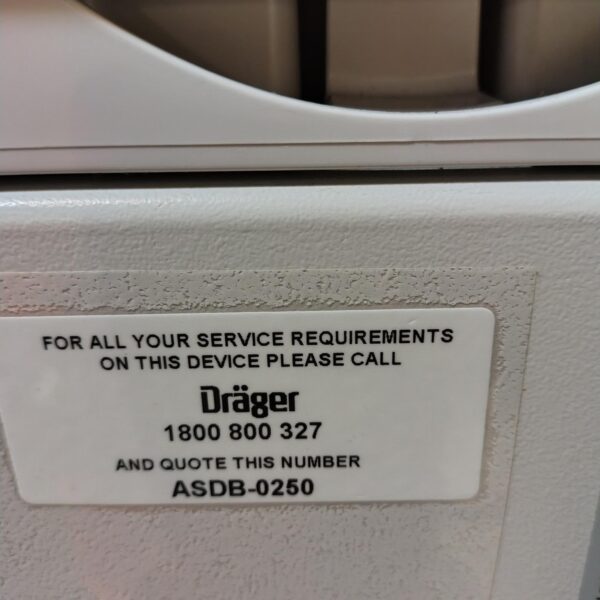 FOR ALL YOUR SERVICE REQUIREMENTS
ON THIS DEVICE PLEASE CALL
Dräger
1800 800 327
AND QUOTE THIS NUMBER
ASDB-0250